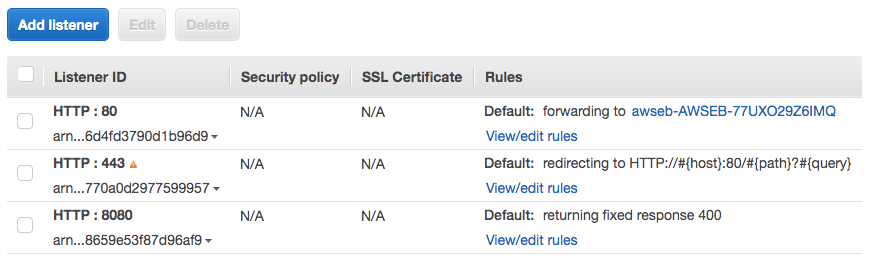 Add listener Edit Delete
Listener ID Security policy SSL Certificate Rules
HTTP : 80 N/A N/A Default: forwarding to awseb-AWSEB-77UXO29Z6IMQ
arn...6d4fd3790d1b96d9 View/edit rules
HTTP : 443 N/A N/A Default: redirecting to HTTP://#{host}:80/#{path}?#{query}
arn...770a0d2977599957 View/edit rules
HTTP : 8080 N/A N/A Default: returning fixed response 400
arn...8659e53f87d96af9 View/edit rules